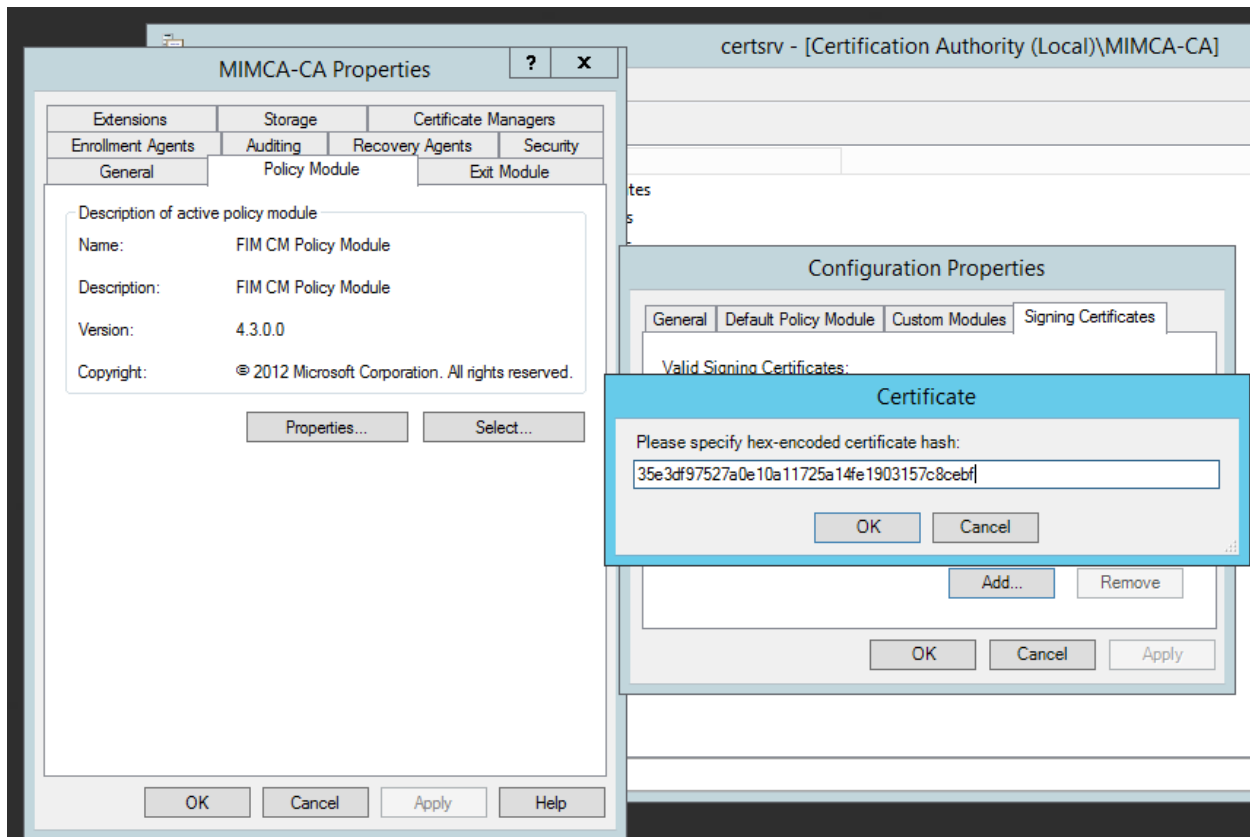 certsrv - [Certification Authority (Local)\MIMCA-CA]
MIMCA-CA Properties
?
x
Extensions
Storage
Certificate Managers
Enrollment Agents
Auditing
Recovery Agents
Security
General
Policy Module
Exit Module
Description of active policy module
Name:
FIM CM Policy Module
Description:
FIM CM Policy Module
Version:
4.3.0.0
Copyright:
© 2012 Microsoft Corporation. All rights reserved.
Properties...
Select...
OK
Cancel
Apply
Help
tes
s
Configuration Properties
General
Default Policy Module
Custom Modules
Signing Certificates
Valid Signing Certificates:
Certificate
Please specify hex-encoded certificate hash:
35e3df97527a0e10a11725a14fe1903157c8cebf
OK
Cancel
Add...
Remove
OK
Cancel
Apply